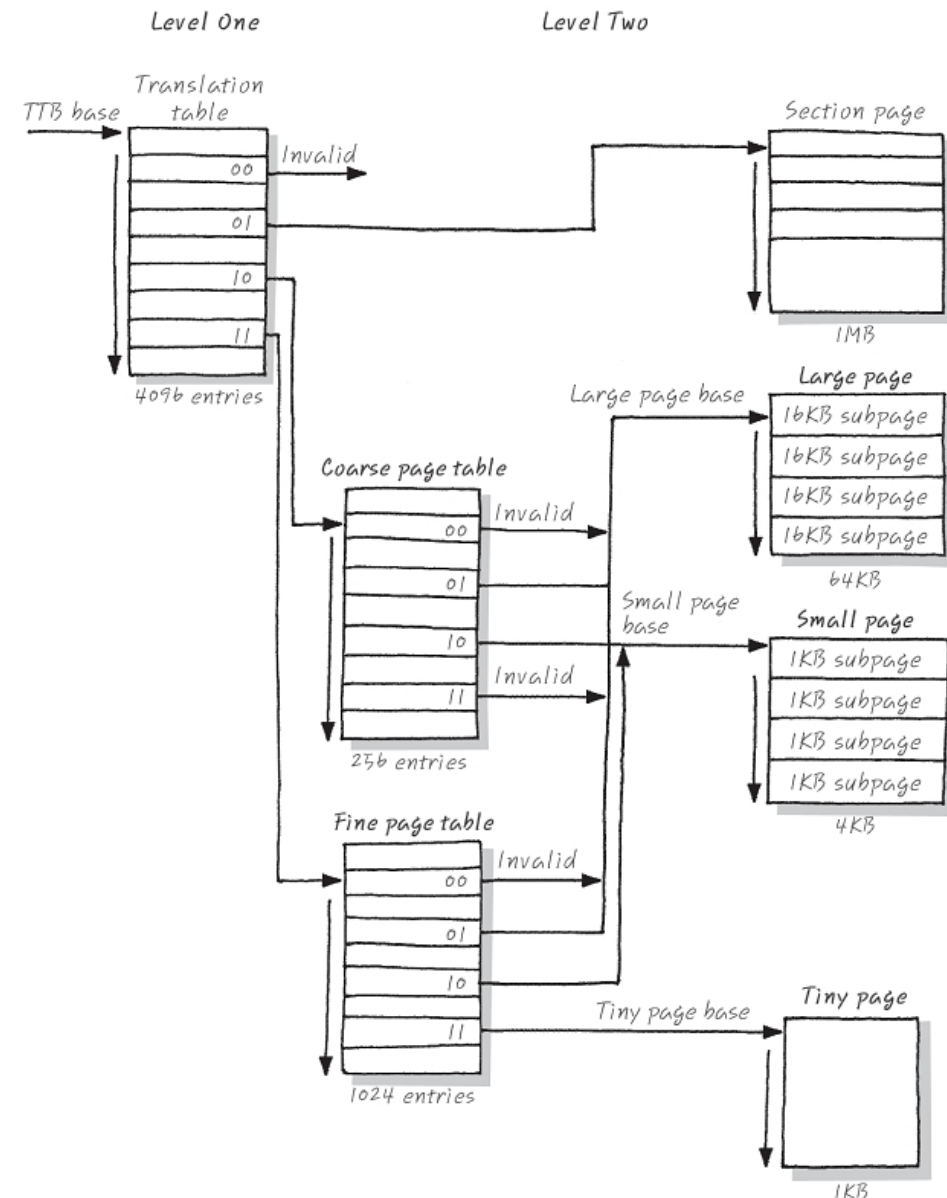 Level One
Level Two
Translation
table
TTB base
Section page
Invalid
00
01
10
11
4096 entries
1MB
Large page
Large page base
16KB subpage
16KB subpage
16KB subpage
16KB subpage
64KB
Coarse page table
Invalid
00
01
10
Invalid
11
256 entries
Small page
base
Small page
1KB subpage
1KB subpage
1KB subpage
1KB subpage
4KB
Fine page table
Invalid
00
01
10
11
1024 entries
Tiny page base
Tiny page
1KB